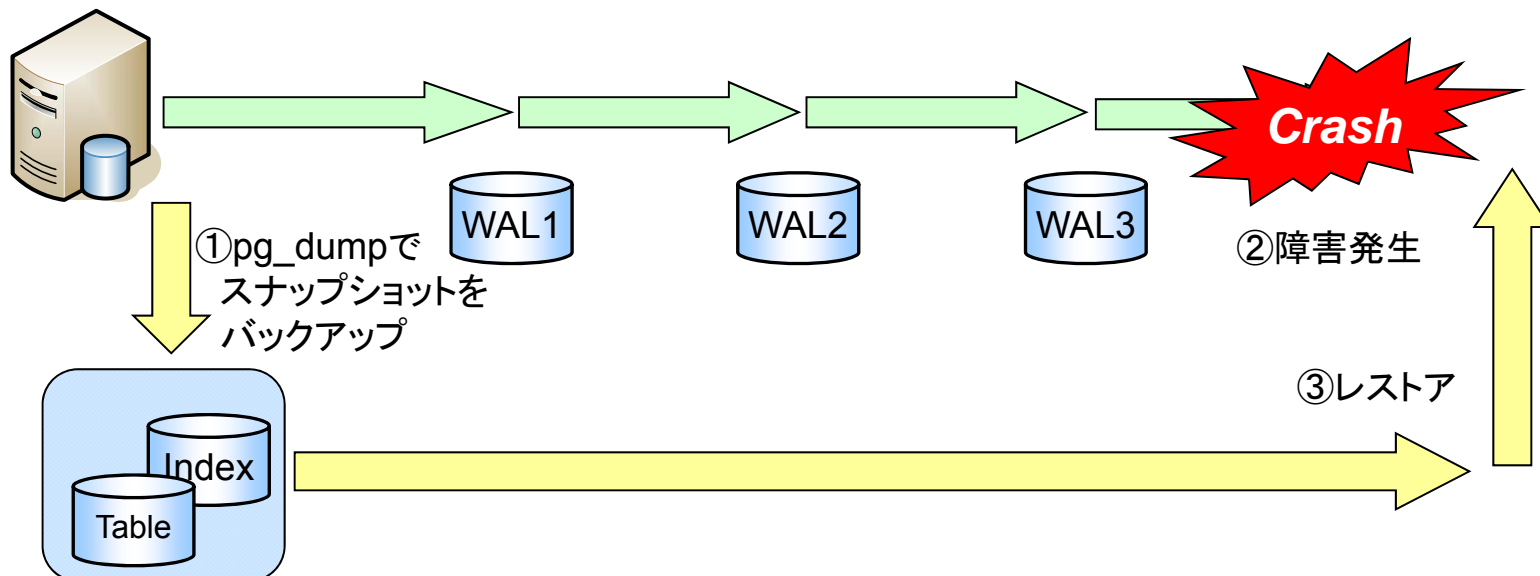 Crash
WAL1
WAL2
WAL3
①pg_dumpで
スナップショットを
バックアップ
②障害発生
③レストア
Index
Table